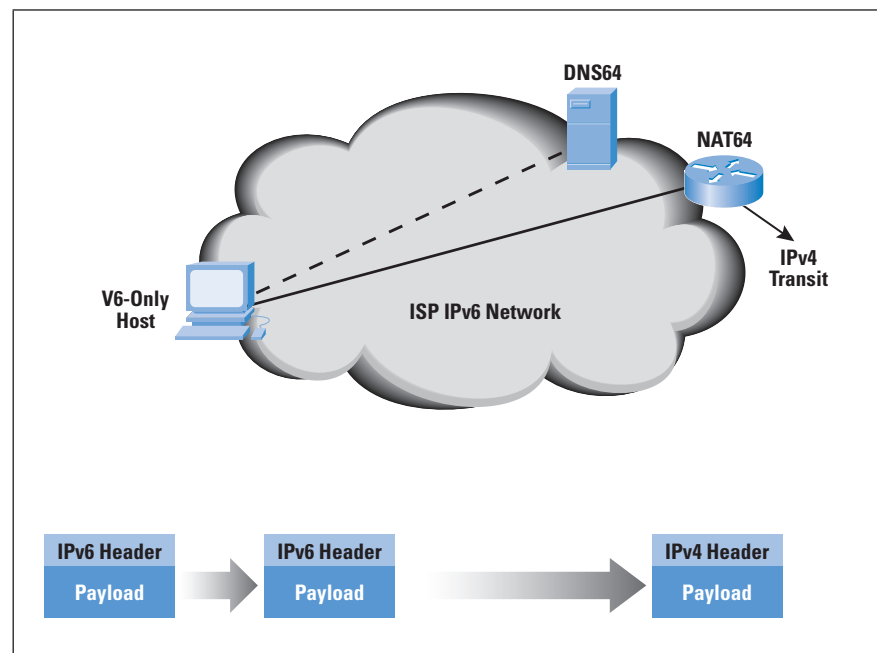 DNS64
NAT64
IPv4
Transit
V6-Only
Host
ISP IPv6 Network
IPv6 Header
Payload
IPv6 Header
Payload
IPv4 Header
Payload